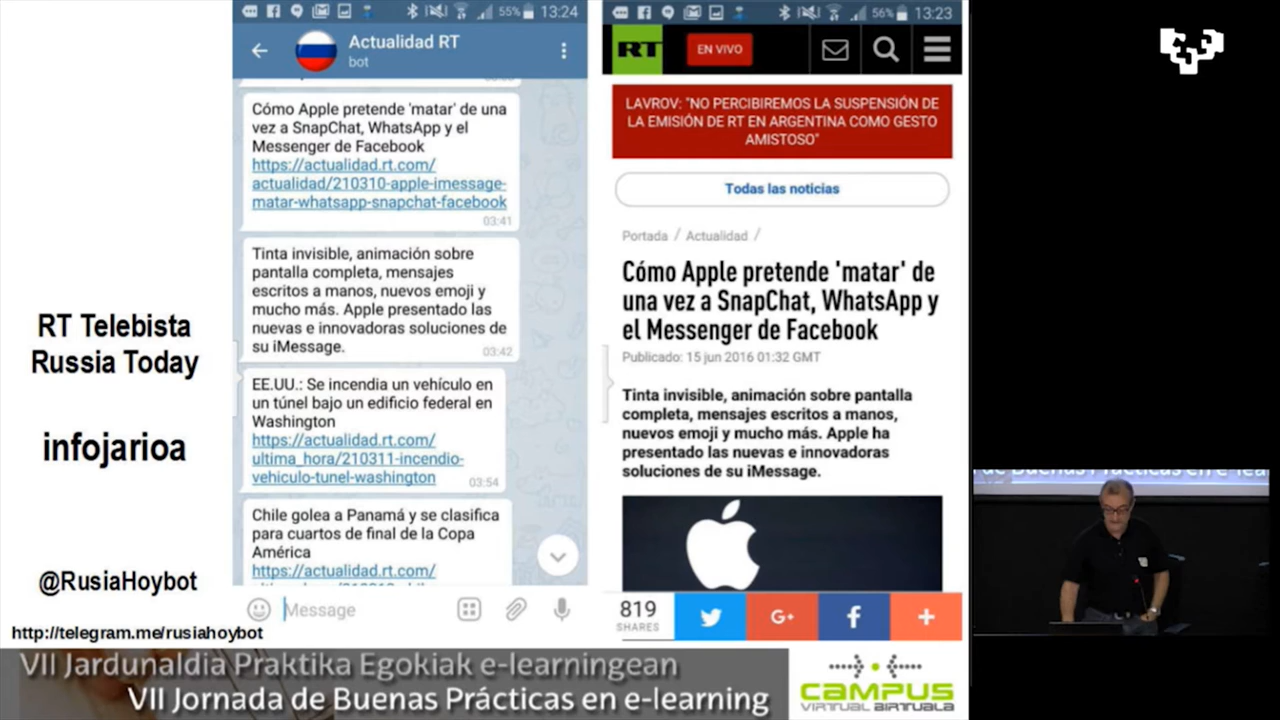 RT Telebista
Russia Today
infojarioa
@RusiaHoybot
http://telegram.me/rusiahoybot
55% 13:24
Actualidad RT
bot
Cómo Apple pretende 'matar' de una
vez a SnapChat, WhatsApp y el
Messenger de Facebook
https://actualidad.rt.com/
actualidad/210310-apple-imessage-
matar-whatsapp-snapchat-facebook
03:41
Tinta invisible, animación sobre
pantalla completa, mensajes
escritos a manos, nuevos emoji y
mucho más. Apple presentado las
nuevas e innovadoras soluciones de
su iMessage.
03:42
EE.UU.: Se incendia un vehículo en
un túnel bajo un edificio federal en
Washington
https://actualidad.rt.com/
ultima_hora/210311-incendio-
vehiculo-tunel-washington
03:54
Chile golea a Panamá y se clasifica
para cuartos de final de la Copa
América
https://actualidad.rt.com/
Message
56% 13:23
RT
EN VIVO
LAVROV: "NO PERCIBIREMOS LA SUSPENSIÓN DE
LA EMISIÓN DE RT EN ARGENTINA COMO GESTO
AMISTOSO"
Todas las noticias
Portada / Actualidad /
Cómo Apple pretende 'matar' de
una vez a SnapChat, WhatsApp y
el Messenger de Facebook
Publicado: 15 jun 2016 01:32 GMT
Tinta invisible, animación sobre pantalla
completa, mensajes escritos a manos,
nuevos emoji y mucho más. Apple ha
presentado las nuevas e innovadoras
soluciones de su iMessage.
819
SHARES
G+
f
+
de Buenas Prácticas en e-lea
VII Jardunaldia Praktika Egokiak e-learningean
VII Jornada de Buenas Prácticas en e-learning
CAMPUS
VIRTUAL BIRTUALA